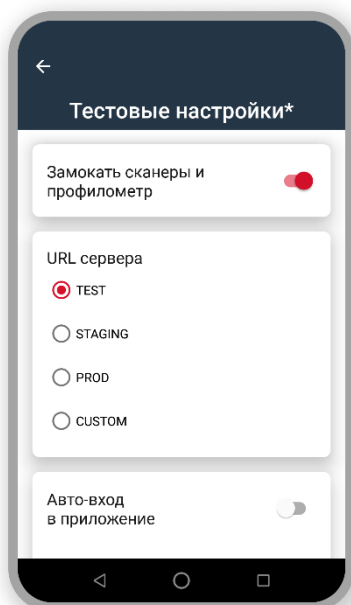 Тестовые настройки*
Замокать сканеры и
профилометр
URL сервера
TEST
STAGING
PROD
CUSTOM
Авто-вход
в приложение